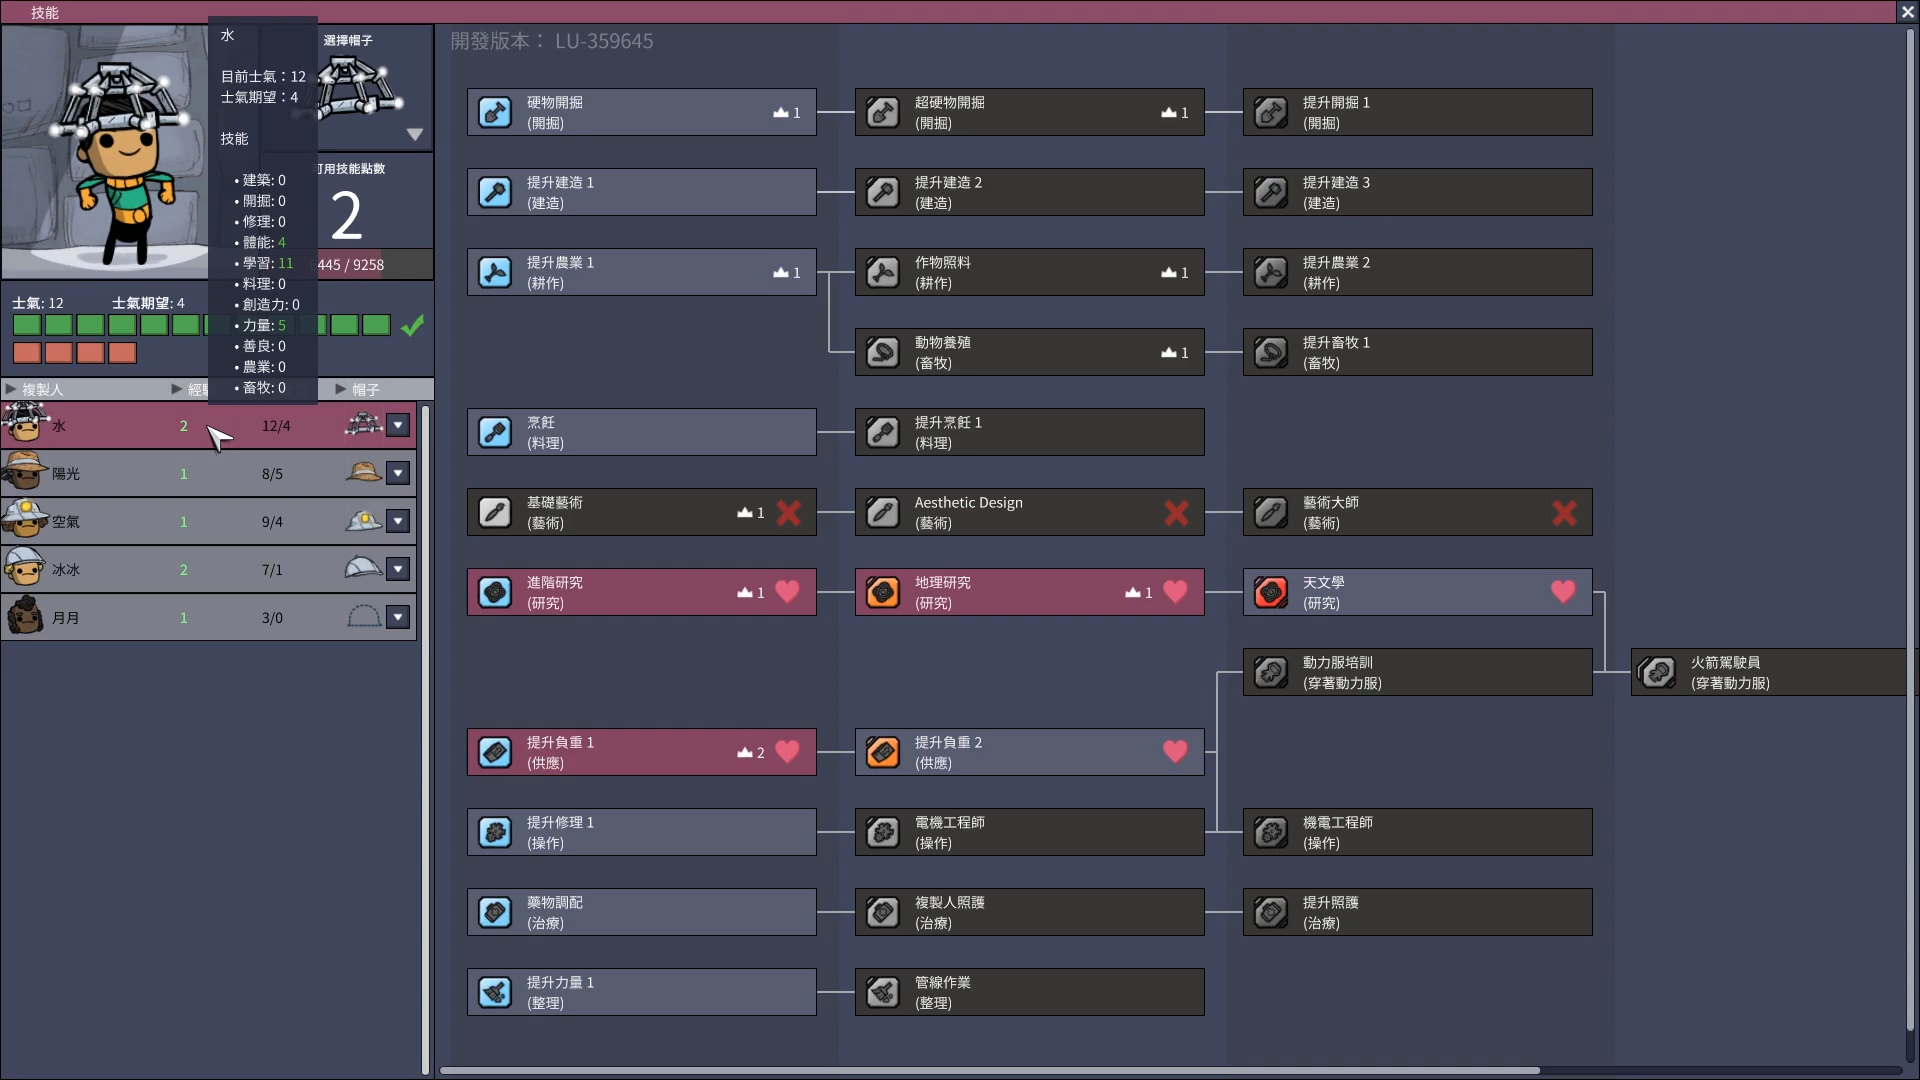 技能
水
目前士氣：12
士氣期望：4
技能
• 建築: 0
• 開掘: 0
• 修理: 0
• 體能: 4
• 學習: 11
• 料理: 0
• 創造力: 0
• 力量: 5
• 善良: 0
• 農業: 0
• 畜牧: 0
選擇帽子
可用技能點數
2
445 / 9258
士氣: 12 士氣期望: 4
複製人 帽子
水 2 12/4
陽光 1 8/5
空氣 1 9/4
冰冰 2 7/1
月月 1 3/0
開發版本： LU-359645
硬物開掘
(開掘)
1
超硬物開掘
(開掘)
1
提升開掘 1
(開掘)
提升建造 1
(建造)
提升建造 2
(建造)
提升建造 3
(建造)
提升農業 1
(耕作)
1
作物照料
(耕作)
1
提升農業 2
(耕作)
動物養殖
(畜牧)
1
提升畜牧 1
(畜牧)
烹飪
(料理)
提升烹飪 1
(料理)
基礎藝術
(藝術)
1
Aesthetic Design
(藝術)
藝術大師
(藝術)
進階研究
(研究)
1
地理研究
(研究)
1
天文學
(研究)
動力服培訓
(穿著動力服)
火箭駕駛員
(穿著動力服)
提升負重 1
(供應)
2
提升負重 2
(供應)
提升修理 1
(操作)
電機工程師
(操作)
機電工程師
(操作)
藥物調配
(治療)
複製人照護
(治療)
提升照護
(治療)
提升力量 1
(整理)
管線作業
(整理)